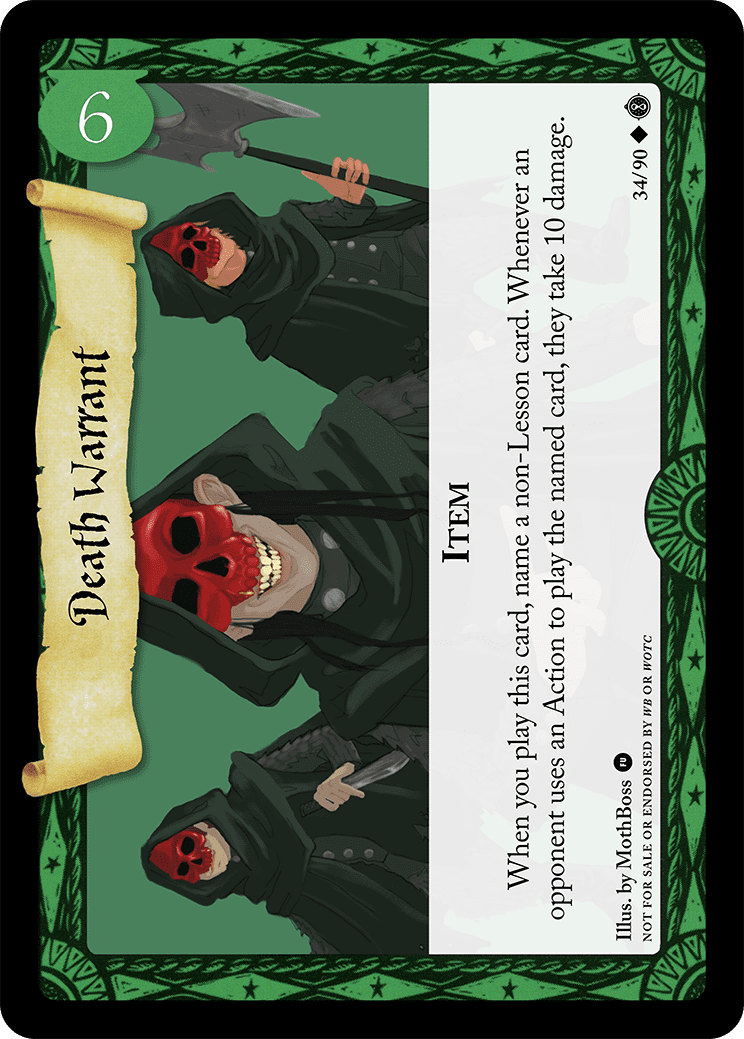 6
Death Warrant
Item
When you play this card, name a non-Lesson card. Whenever an
opponent uses an Action to play the named card, they take 10 damage.
Illus. by MothBoss FU
NOT FOR SALE OR ENDORSED BY WB OR WOTC
34/90